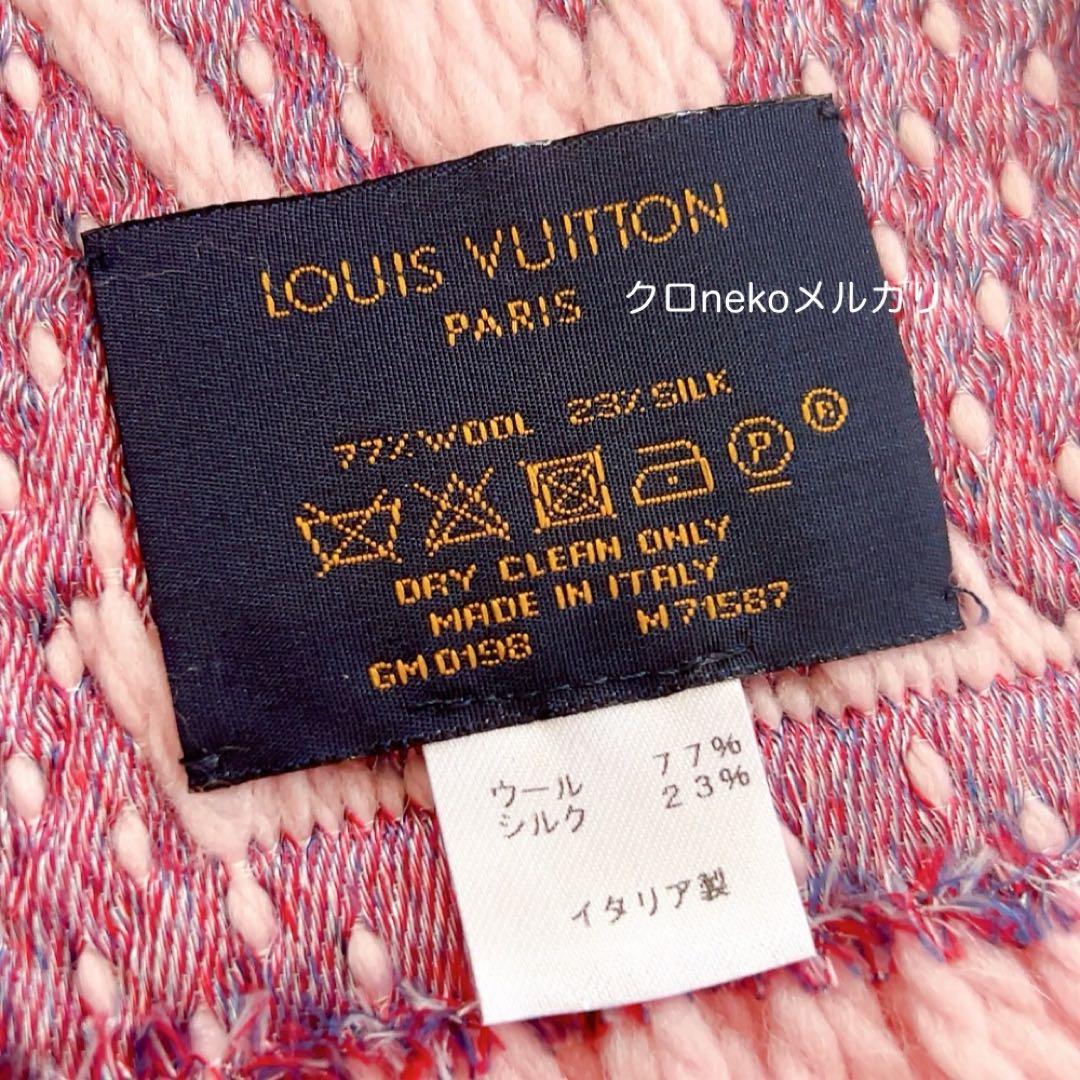 LOUIS VUITTON
PARIS
クロnekoメルカリ
77% WOOL 23% SILK
P
®
DRY CLEAN ONLY
MADE IN ITALY
GM0198 M71587
ウール 77%
シルク 23%
イタリア製